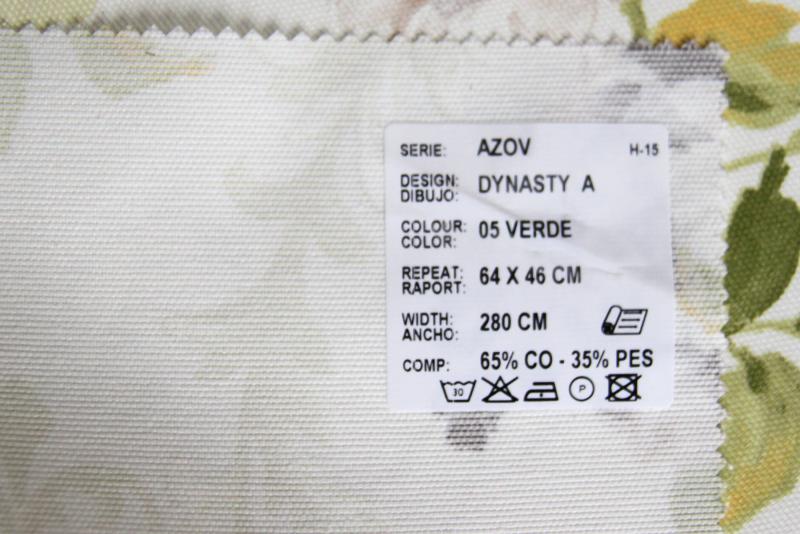 SERIE: AZOV H-15
DESIGN: DYNASTY A
DIBUJO:
COLOUR: 05 VERDE
COLOR:
REPEAT: 64 X 46 CM
RAPORT:
WIDTH: 280 CM
ANCHO:
COMP: 65% CO - 35% PES
30 P